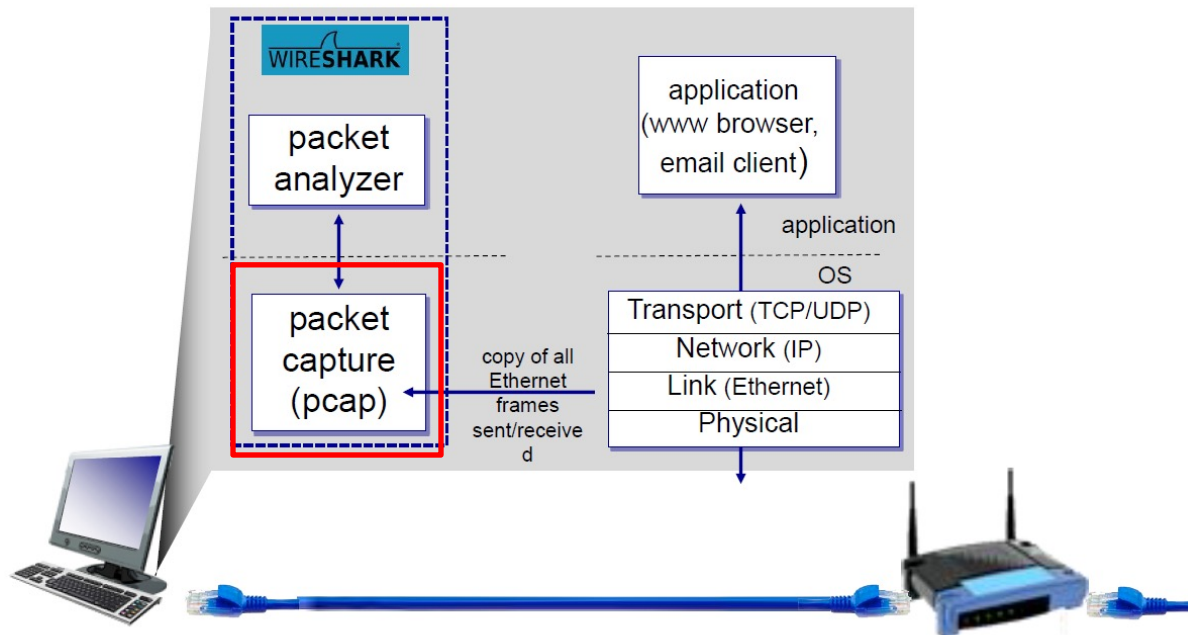 WIRESHARK
packet
analyzer
packet
capture
(pcap)
copy of all
Ethernet
frames
sent/receive
d
application
(www browser,
email client)
application
OS
Transport (TCP/UDP)
Network (IP)
Link (Ethernet)
Physical